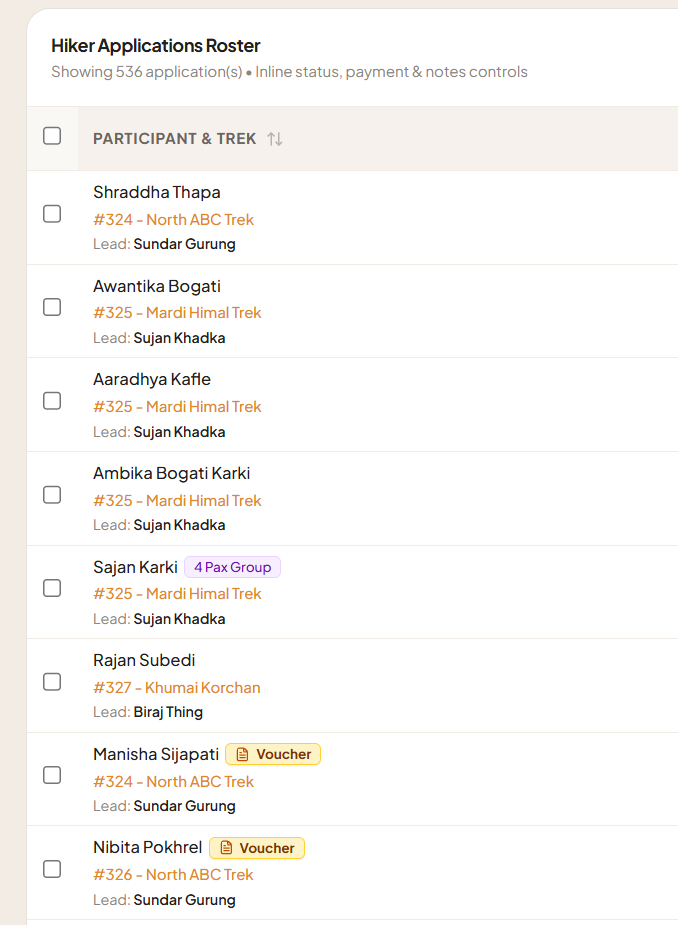 Hiker Applications Roster
Showing 536 application(s) • Inline status, payment & notes controls
PARTICIPANT & TREK
Shraddha Thapa
#324 - North ABC Trek
Lead: Sundar Gurung
Awantika Bogati
#325 - Mardi Himal Trek
Lead: Sujan Khadka
Aaradhya Kafle
#325 - Mardi Himal Trek
Lead: Sujan Khadka
Ambika Bogati Karki
#325 - Mardi Himal Trek
Lead: Sujan Khadka
Sajan Karki 4 Pax Group
#325 - Mardi Himal Trek
Lead: Sujan Khadka
Rajan Subedi
#327 - Khumai Korchan
Lead: Biraj Thing
Manisha Sijapati Voucher
#324 - North ABC Trek
Lead: Sundar Gurung
Nibita Pokhrel Voucher
#326 - North ABC Trek
Lead: Sundar Gurung